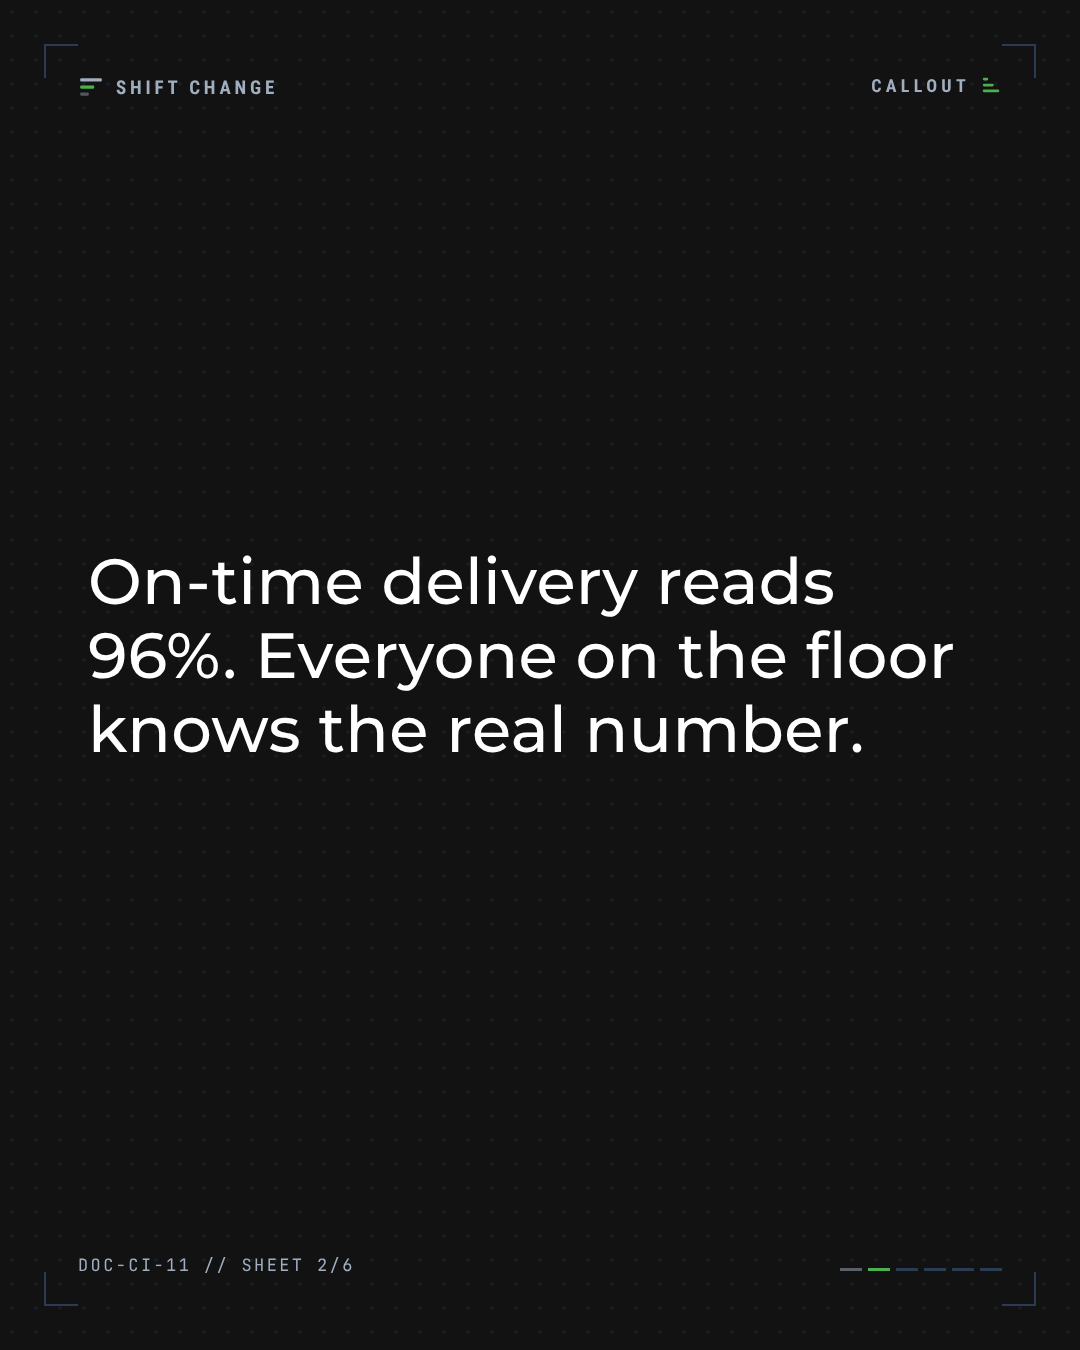 SHIFT CHANGE
CALLOUT
On-time delivery reads
96%. Everyone on the floor
knows the real number.
DOC-CI-11 // SHEET 2/6